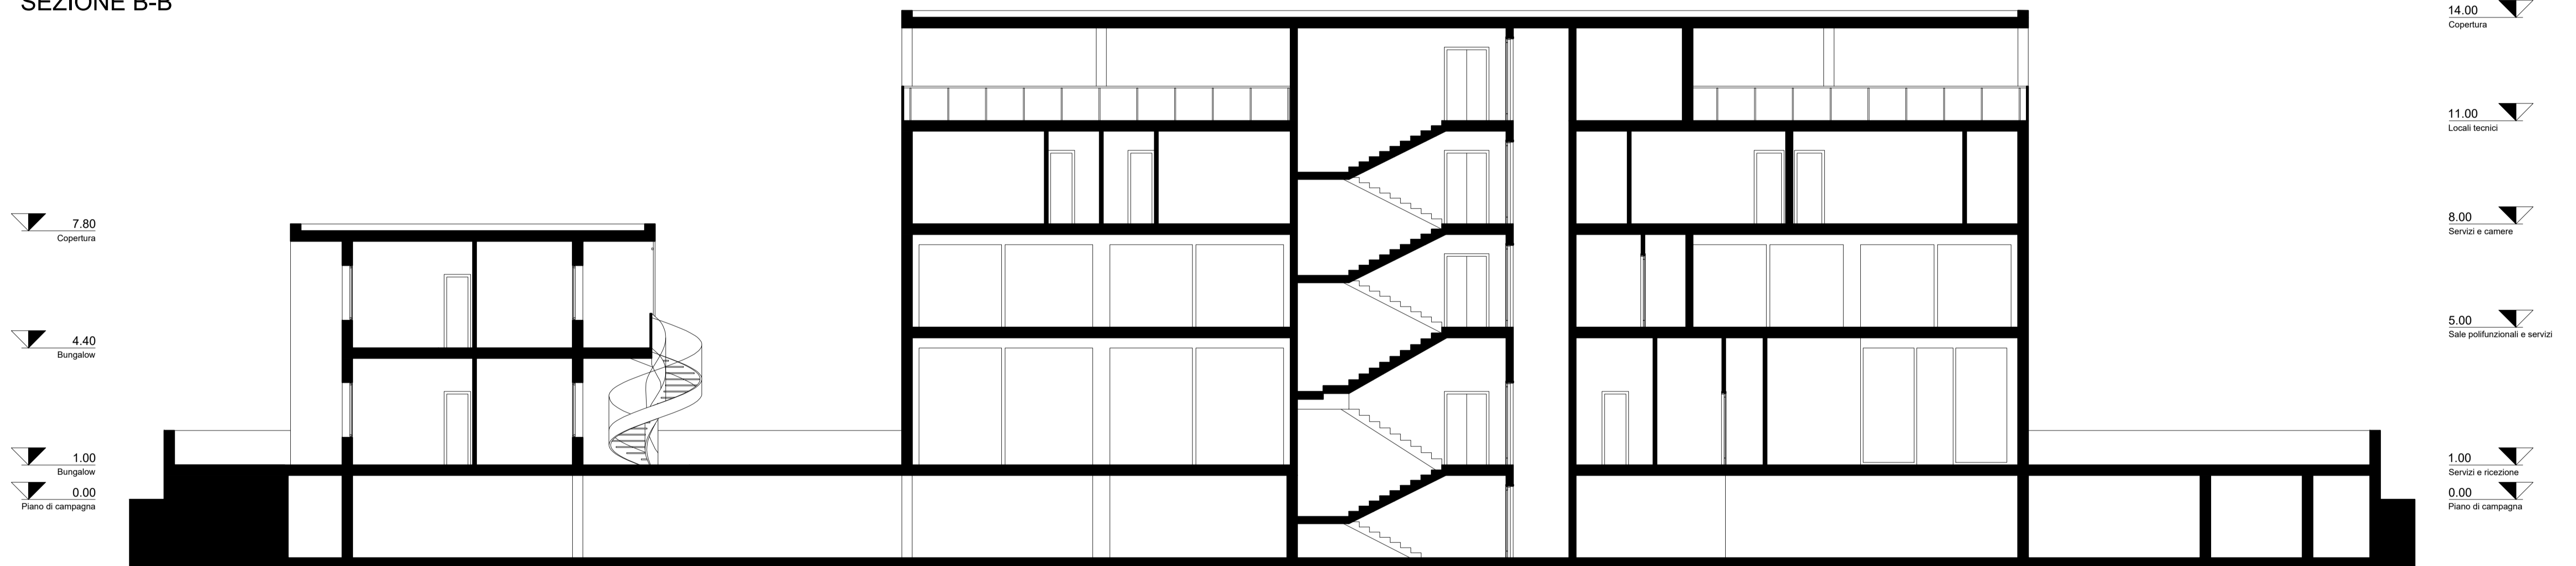 SEZIONE B-B
7.80
Copertura
4.40
Bungalow
1.00
Bungalow
0.00
Piano di campagna
14.00
Copertura
11.00
Locali tecnici
8.00
Servizi e camere
5.00
Sale polifunzionali e servizi
1.00
Servizi e ricezione
0.00
Piano di campagna